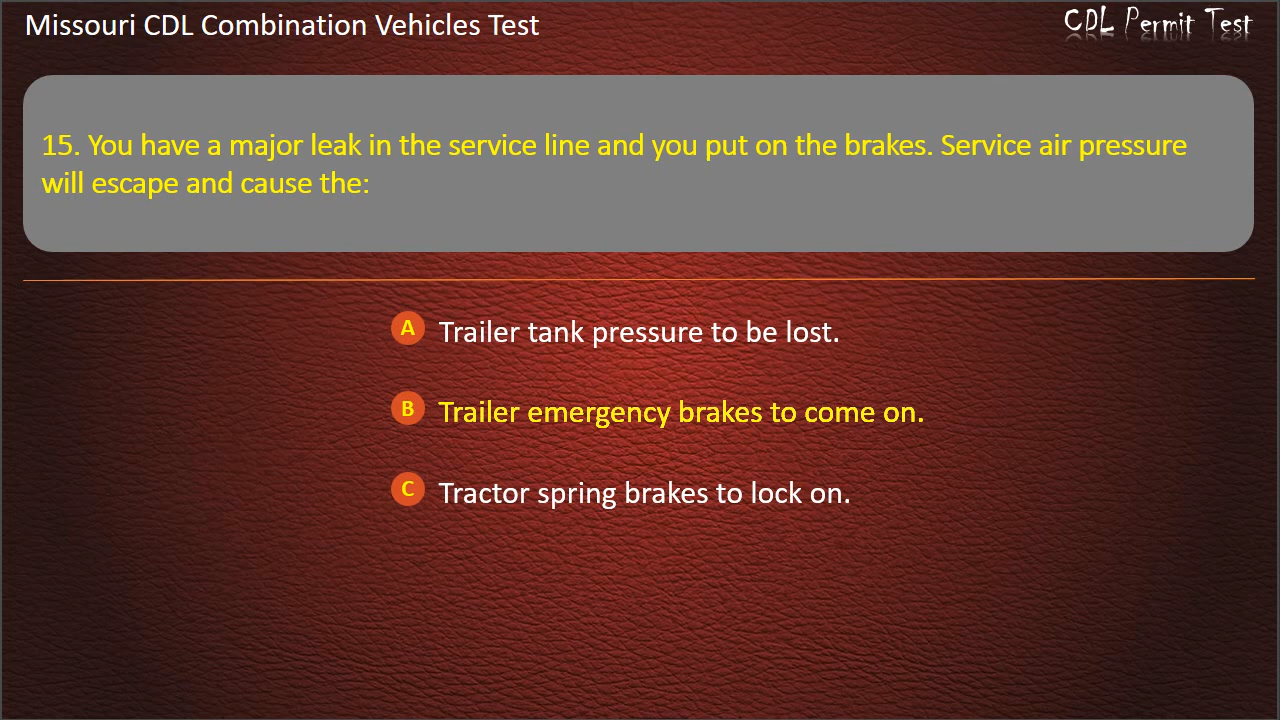 Missouri CDL Combination Vehicles Test
CDL Permit Test
15. You have a major leak in the service line and you put on the brakes. Service air pressure
will escape and cause the:
A Trailer tank pressure to be lost.
B Trailer emergency brakes to come on.
C Tractor spring brakes to lock on.